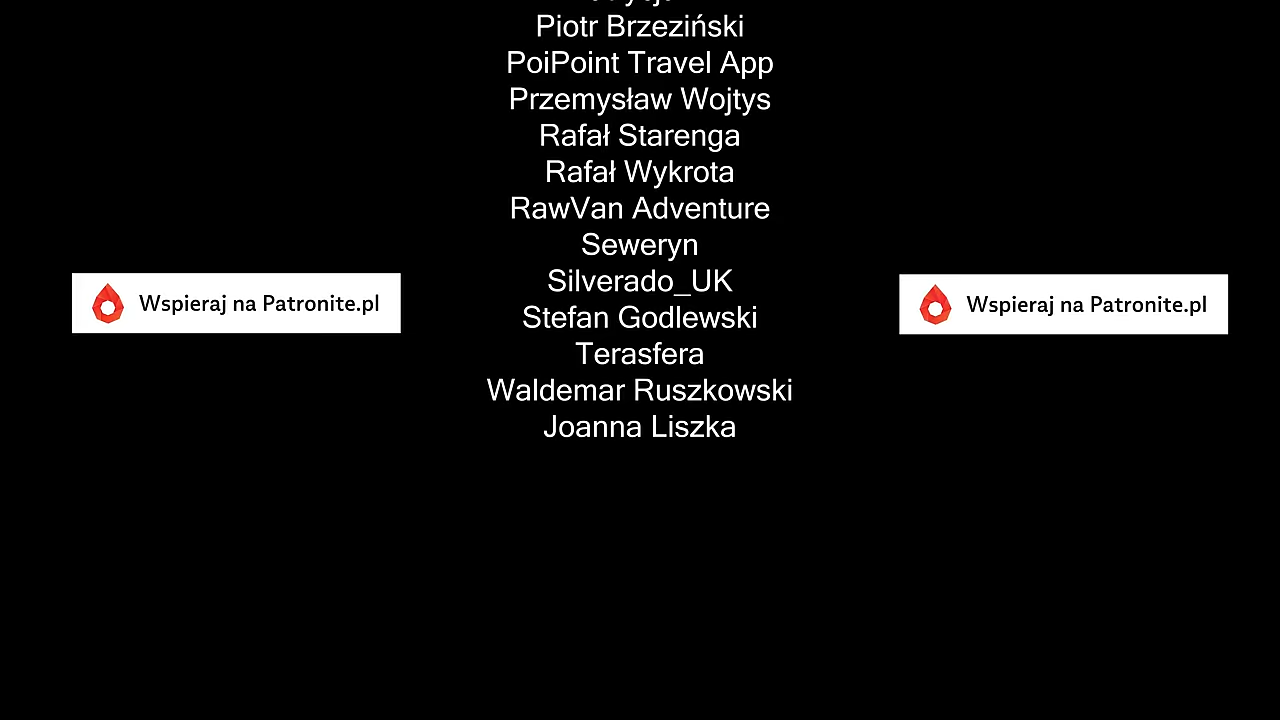 Piotr Brzeziński
PoiPoint Travel App
Przemysław Wojtys
Rafał Starenga
Rafał Wykrota
RawVan Adventure
Seweryn
Silverado_UK
Stefan Godlewski
Terasfera
Waldemar Ruszkowski
Joanna Liszka
Wspieraj na Patronite.pl
Wspieraj na Patronite.pl